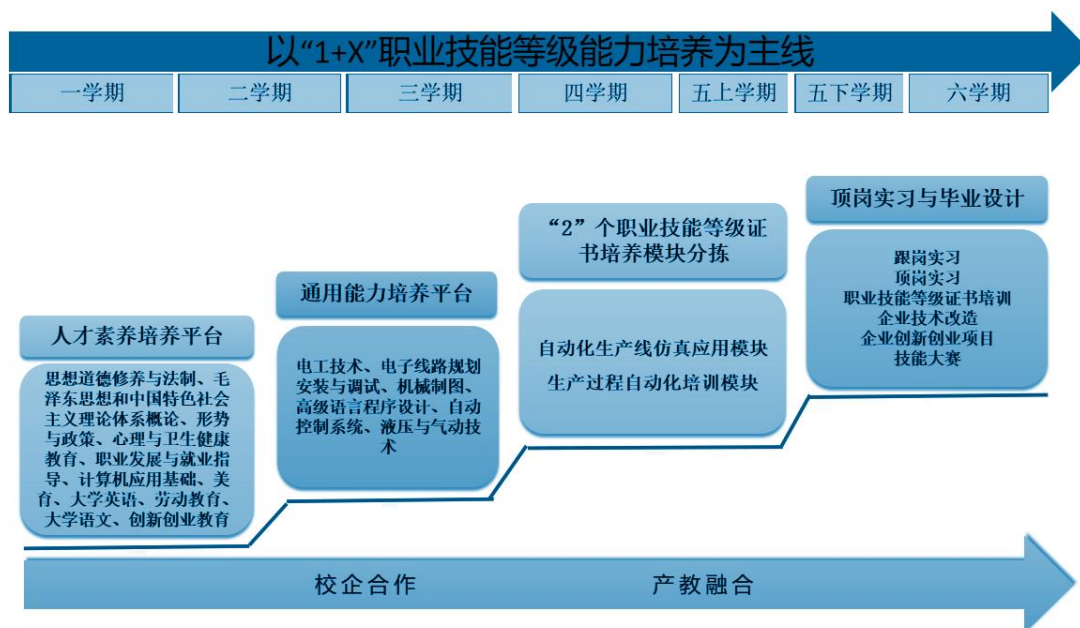 以“1+X”职业技能等级能力培养为主线
一学期
二学期
三学期
四学期
五上学期
五下学期
六学期
人才素养培养平台
思想道德修养与法制、毛
泽东思想和中国特色社会
主义理论体系概论、形势
与政策、心理与卫生健康
教育、职业发展与就业指
导、计算机应用基础、美
育、大学英语、劳动教育、
大学语文、创新创业教育
通用能力培养平台
电工技术、电子线路规划
安装与调试、机械制图、
高级语言程序设计、自动
控制系统、液压与气动技
术
“2”个职业技能等级证
书培养模块分拣
自动化生产线仿真应用模块
生产过程自动化培训模块
顶岗实习与毕业设计
跟岗实习
顶岗实习
职业技能等级证书培训
企业技术改造
企业创新创业项目
技能大赛
校企合作
产教融合